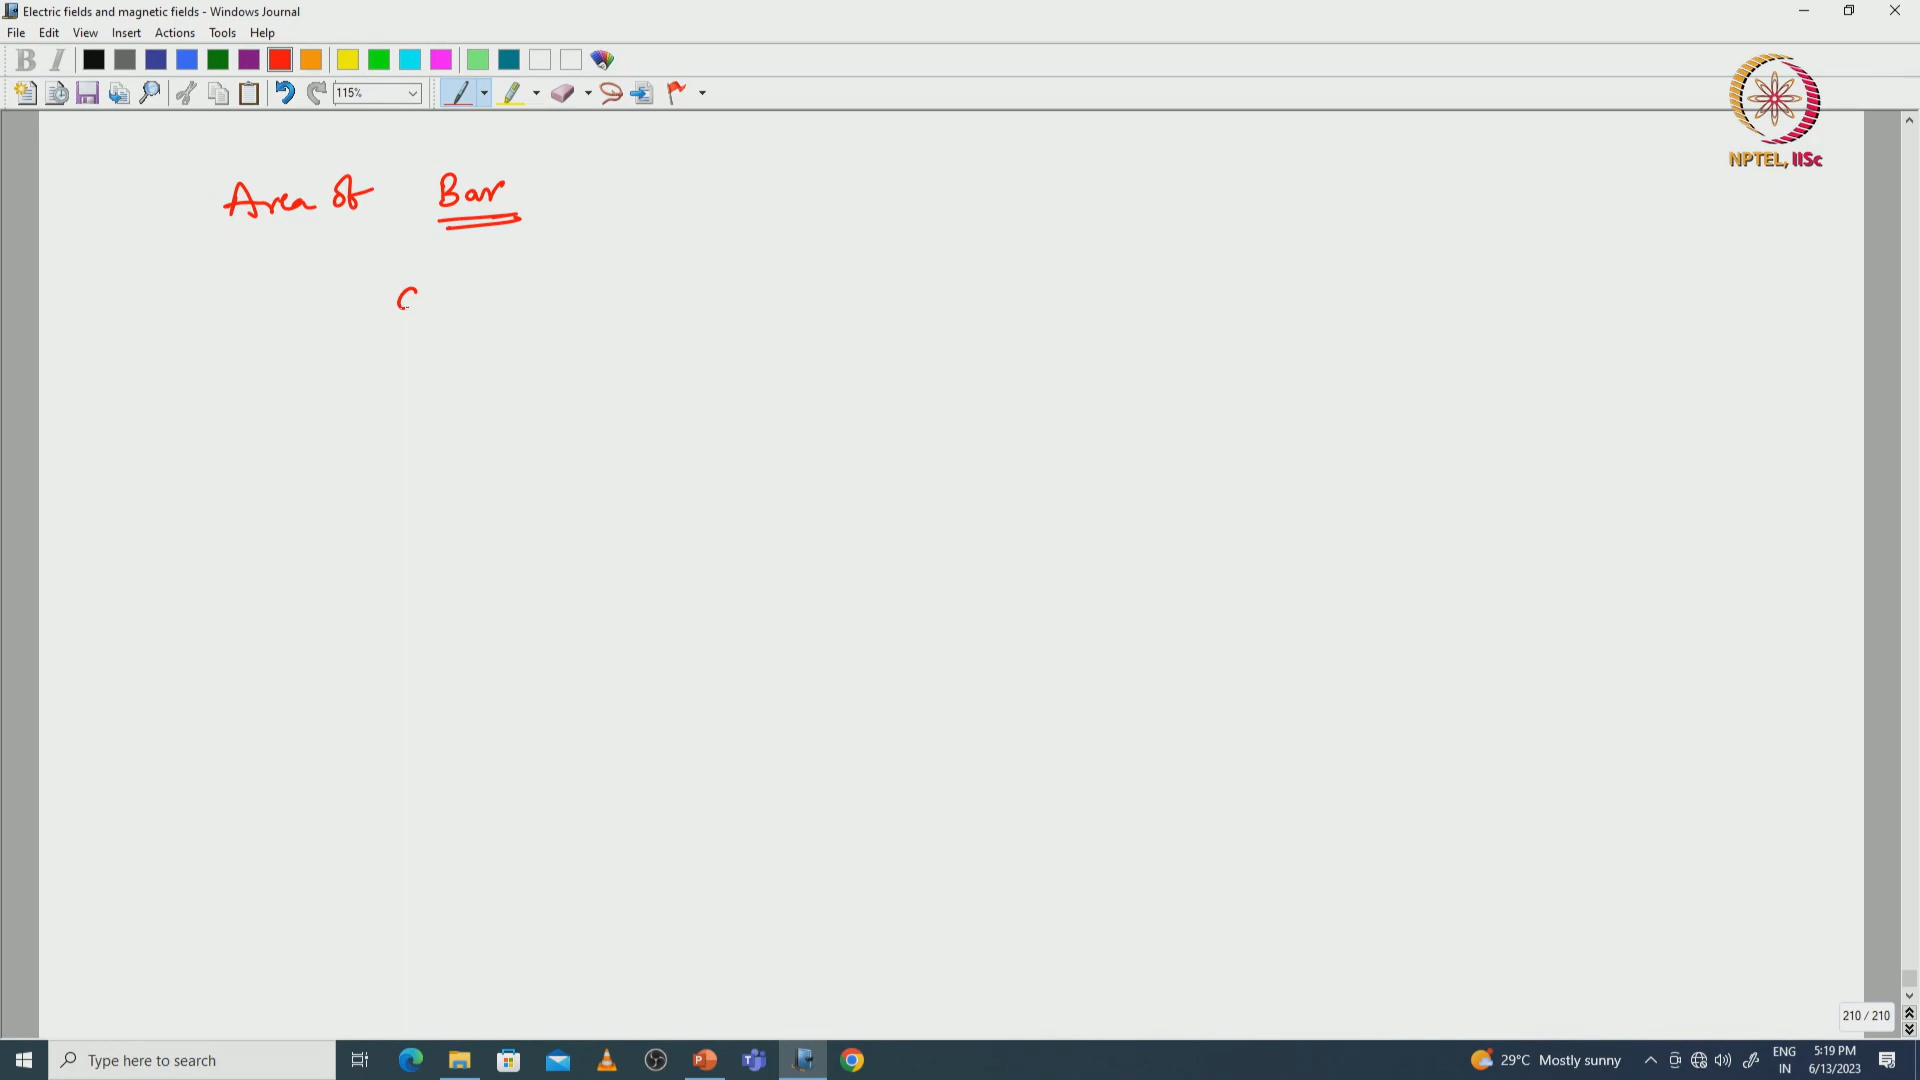 Electric fields and magnetic fields - Windows Journal
File Edit View Insert Actions Tools Help
B I
115%
NPTEL, IISc
Area of Bar
C
210 / 210
Type here to search
29°C Mostly sunny
ENG
IN
5:19 PM
6/13/2023